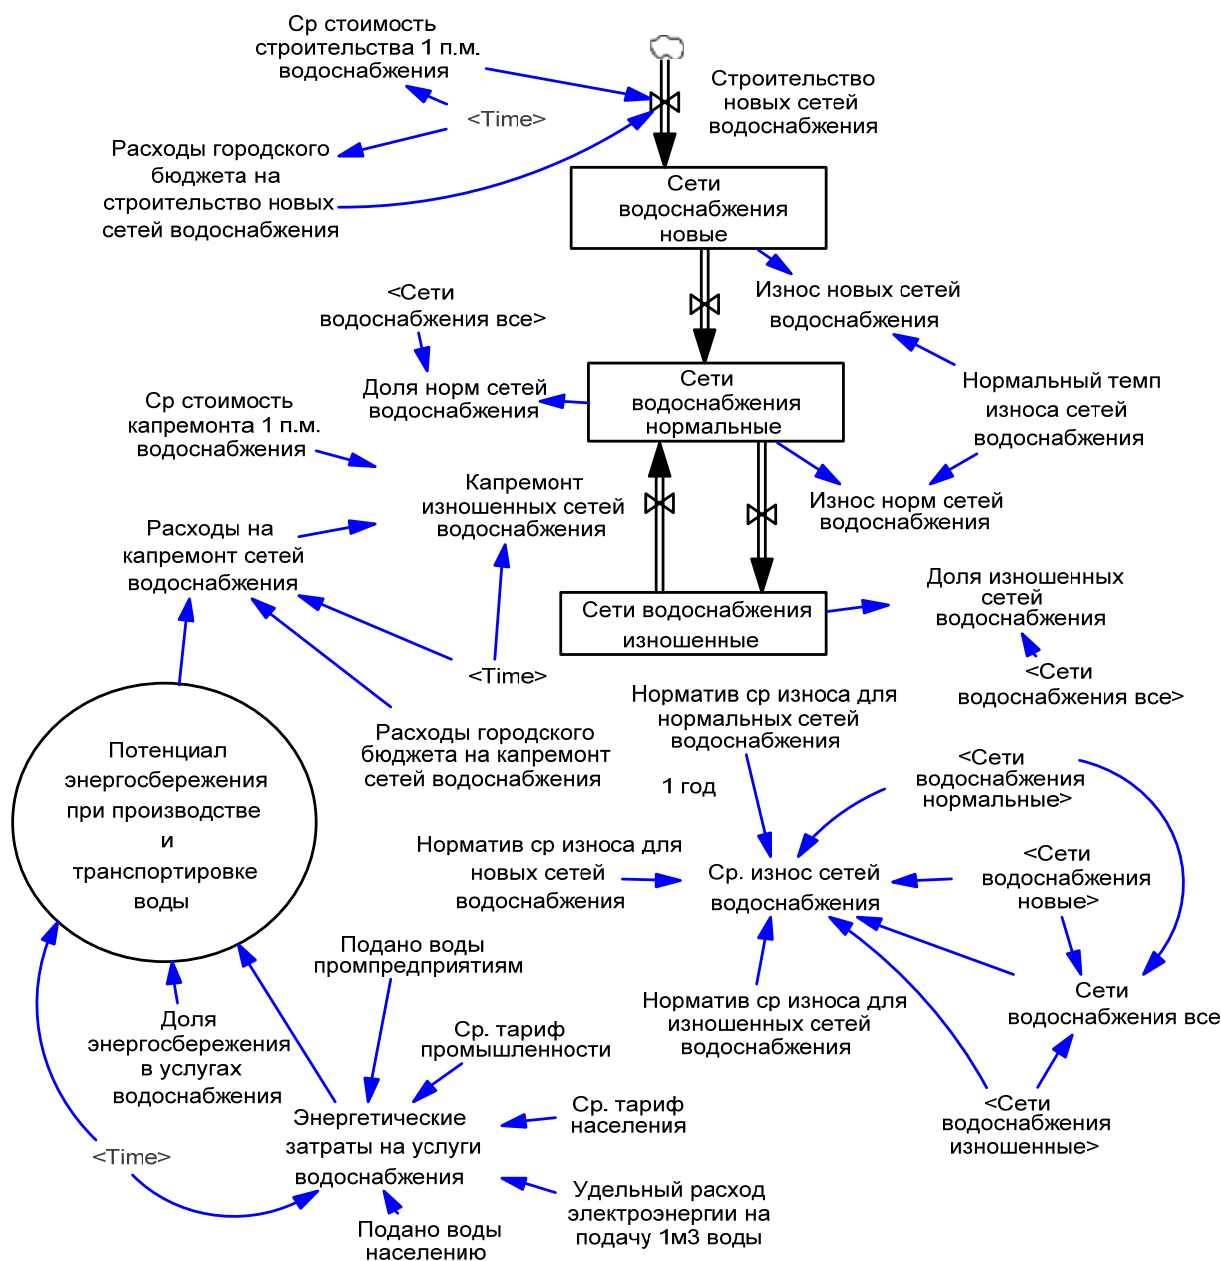 Ср стоимость
строительства 1 п.м.
водоснабжения
<Time>
Расходы городского
бюджета на
строительство новых
сетей водоснабжения
Строительство
новых сетей
водоснабжения
Сети
водоснабжения
новые
Износ новых сетей
водоснабжения
<Сети
водоснабжения все>
Доля норм сетей
водоснабжения
Сети
водоснабжения
нормальные
Нормальный темп
износа сетей
водоснабжения
Ср стоимость
капремонта 1 п.м.
водоснабжения
Капремонт
изношенных сетей
водоснабжения
Износ норм сетей
водоснабжения
Расходы на
капремонт сетей
водоснабжения
Сети водоснабжения
изношенные
Доля изношенных
сетей
водоснабжения
<Time>
<Сети
водоснабжения все>
Норматив ср износа для
нормальных сетей
водоснабжения
Расходы городского
бюджета на капремонт
сетей водоснабжения
1 год
Потенциал
энергосбережения
при производстве
и
транспортировке
воды
<Сети
водоснабжения
нормальные>
Норматив ср износа для
новых сетей
водоснабжения
Ср. износ сетей
водоснабжения
<Сети
водоснабжения
новые>
Подано воды
промпредприятиям
Норматив ср износа для
изношенных сетей
водоснабжения
Сети
водоснабжения все
Доля
энергосбережения
в услугах
водоснабжения
Ср. тариф
промышленности
Энергетические
затраты на услуги
водоснабжения
Ср. тариф
населения
<Сети
водоснабжения
изношенные>
<Time>
Удельный расход
электроэнергии на
подачу 1м3 воды
Подано воды
населению